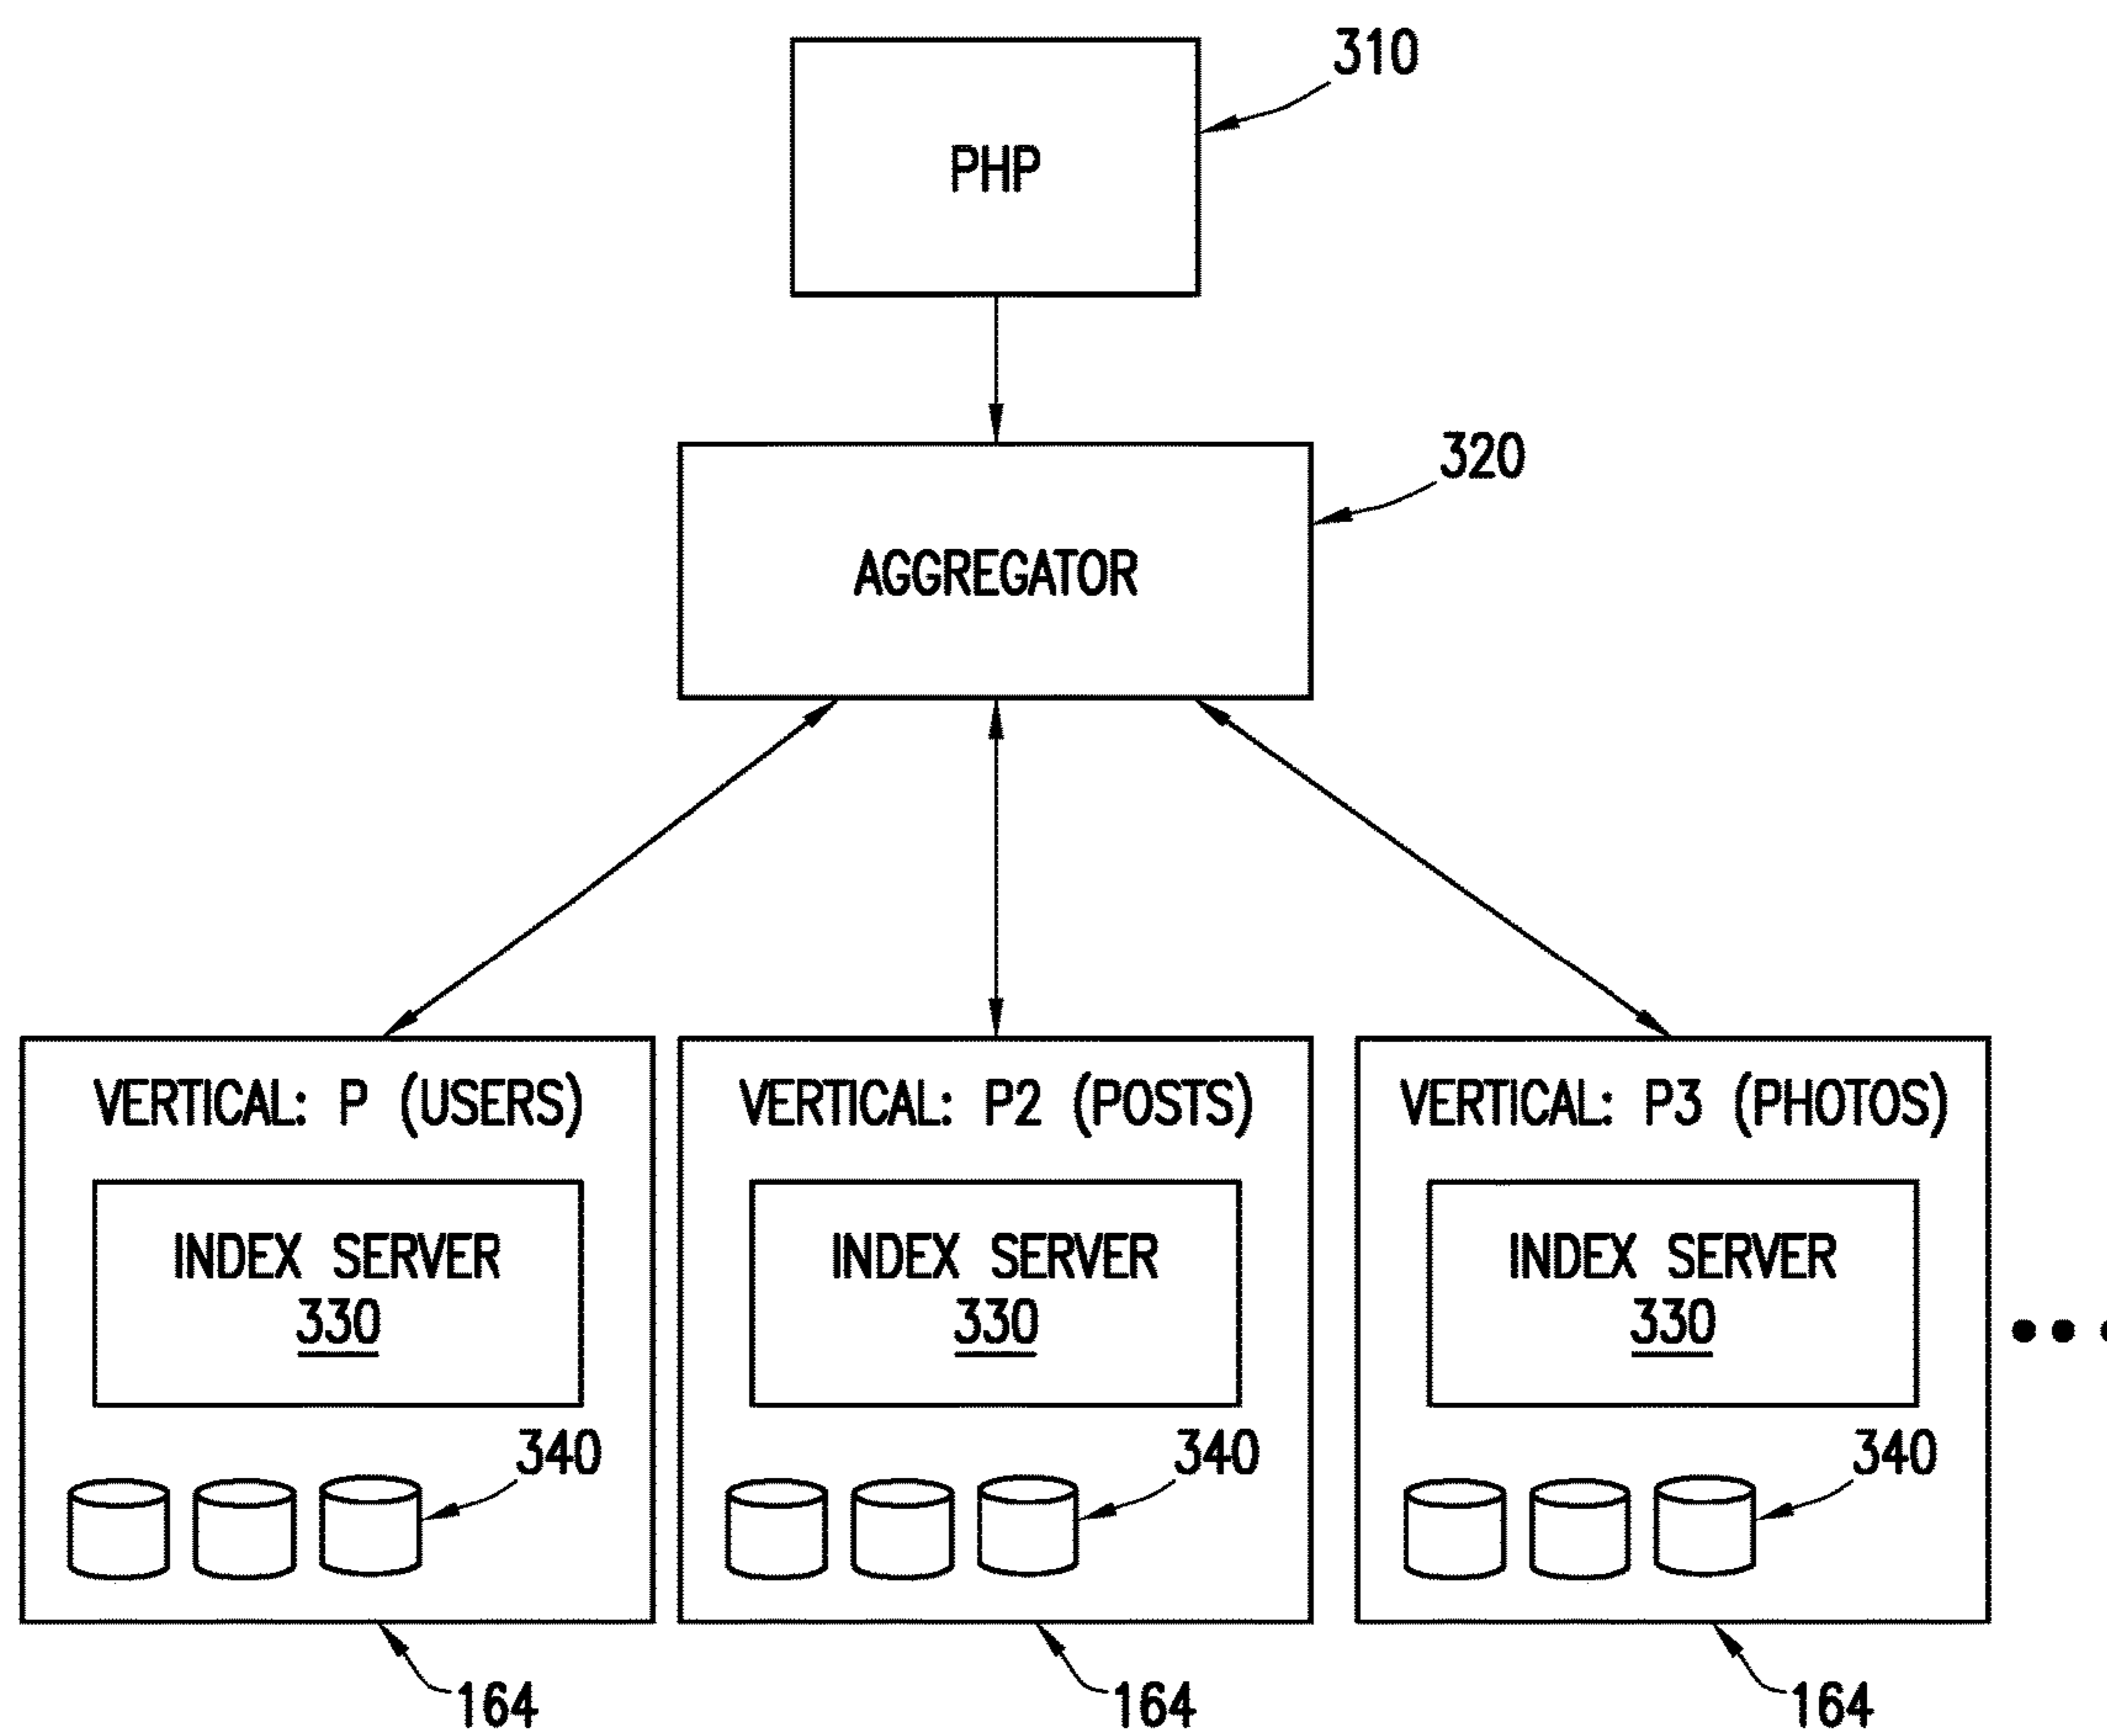 310
PHP
320
AGGREGATOR
VERTICAL: P (USERS)
INDEX SERVER
330
340
164
VERTICAL: P2 (POSTS)
INDEX SERVER
330
340
164
VERTICAL: P3 (PHOTOS)
INDEX SERVER
330
340
164